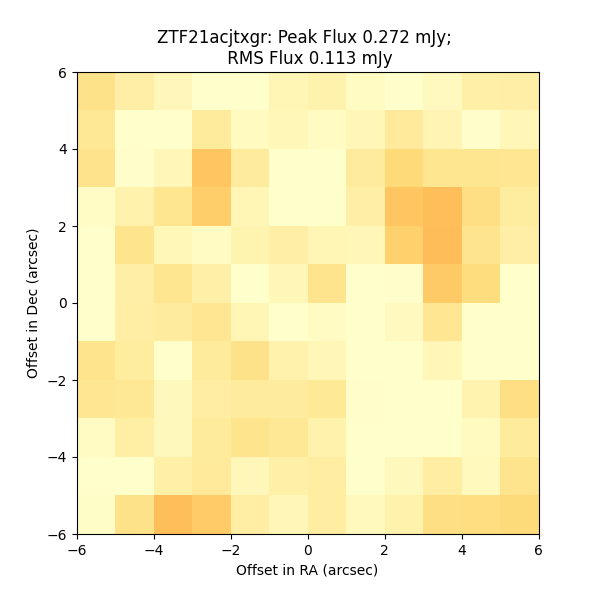 ZTF21acjtxgr: Peak Flux 0.272 mJy;
RMS Flux 0.113 mJy
6
4
2
0
−2
−4
−6
Offset in Dec (arcsec)
−6 −4 −2 0 2 4 6
Offset in RA (arcsec)